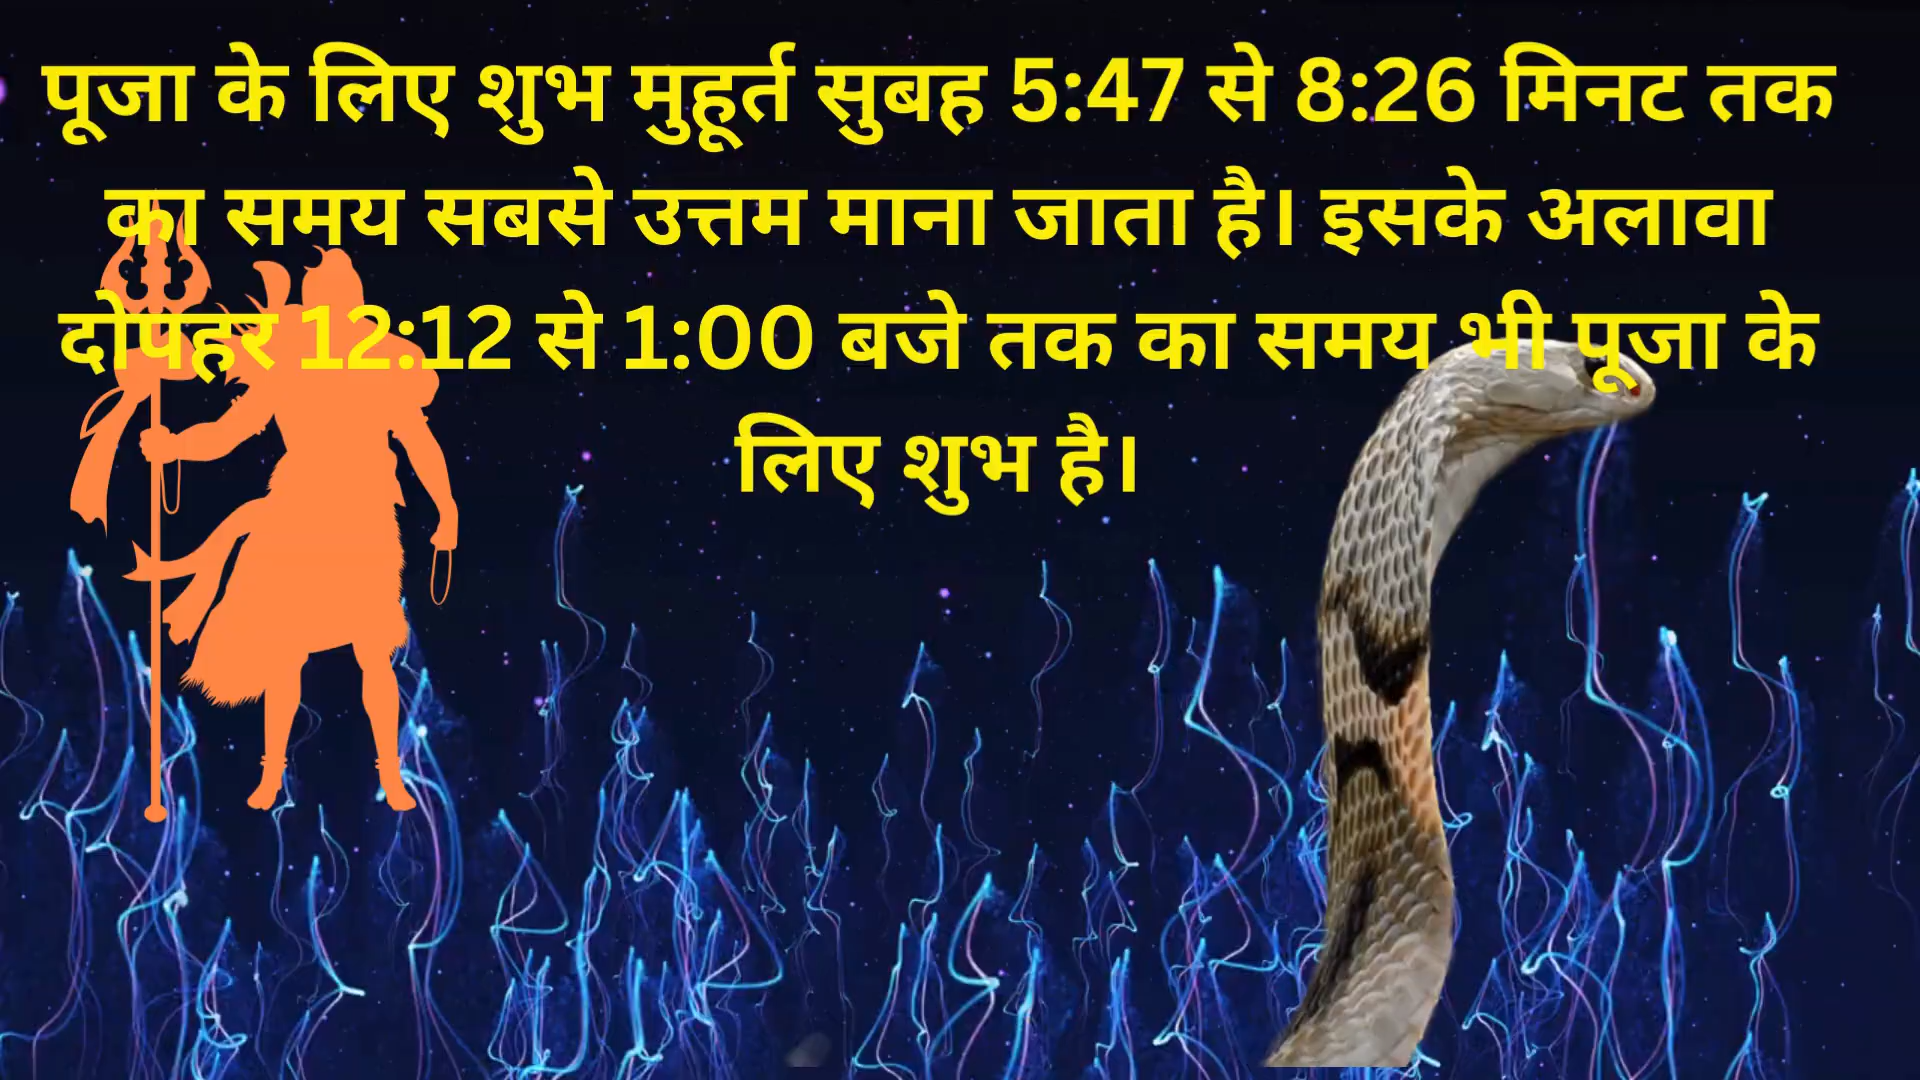 पूजा के लिए शुभ मुहूर्त सुबह 5:47 से 8:26 मिनट तक
का समय सबसे उत्तम माना जाता है। इसके अलावा
दोपहर 12:12 से 1:00 बजे तक का समय भी पूजा के
लिए शुभ है।